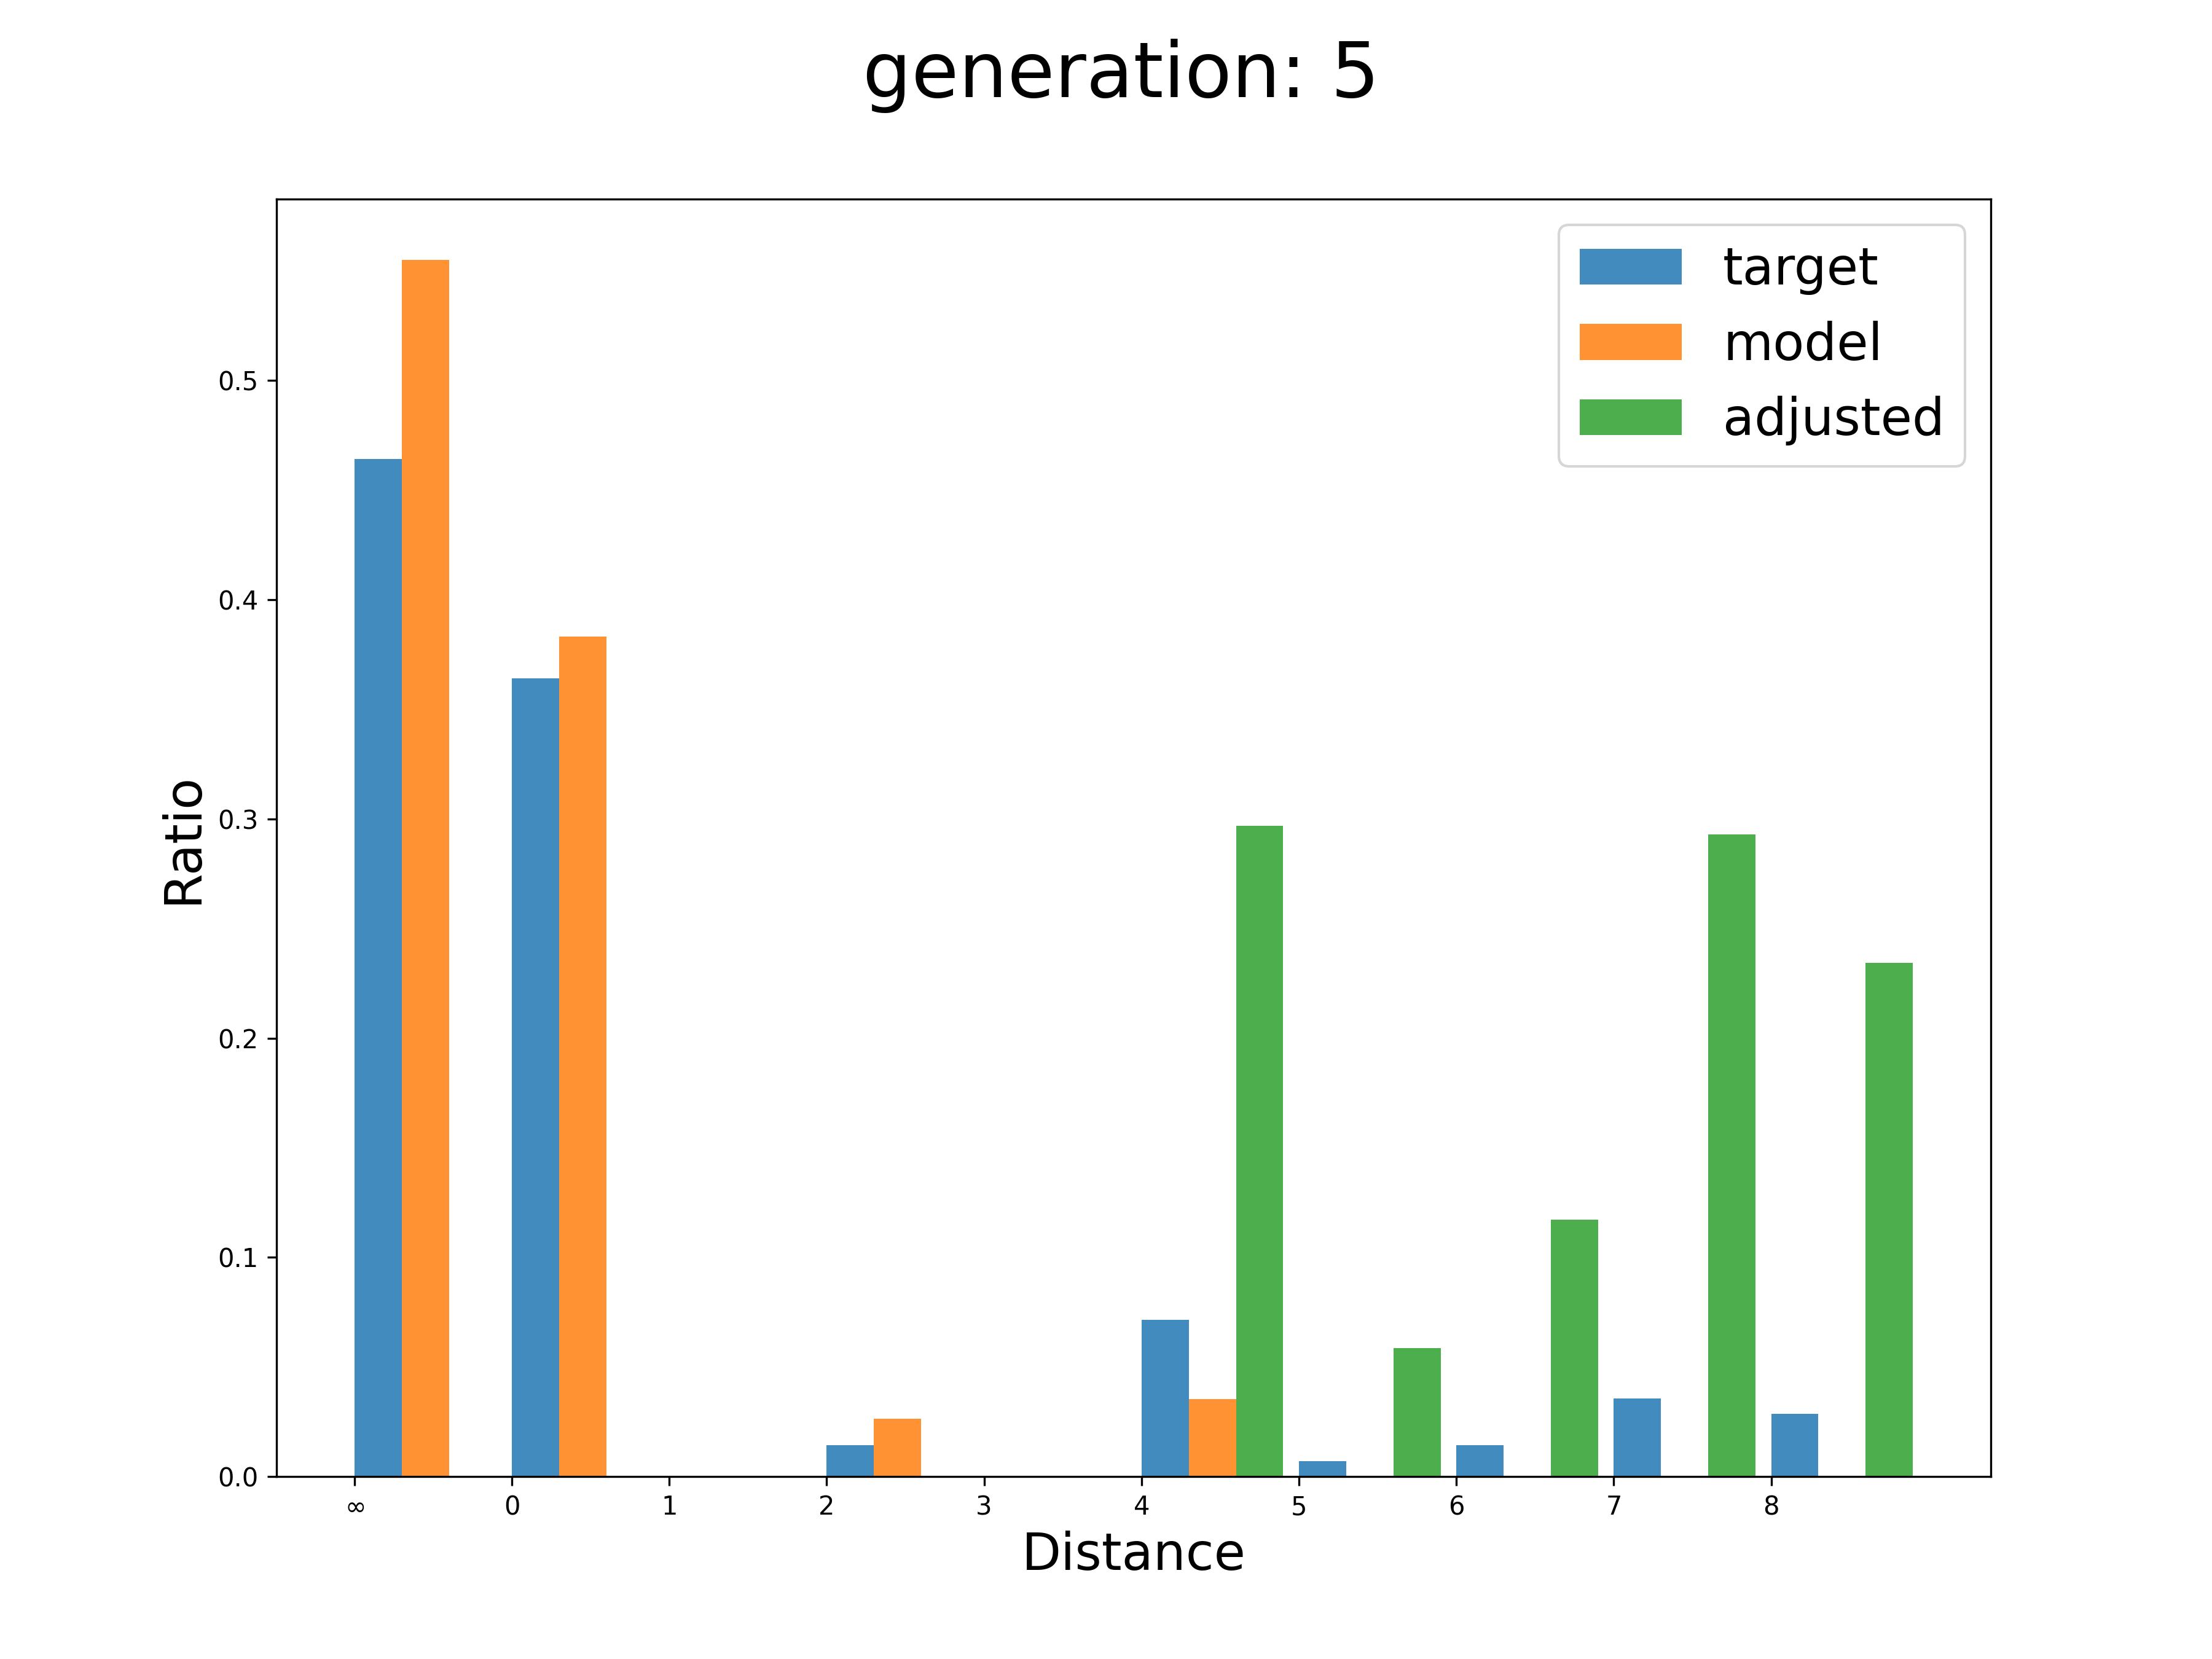 generation: 5
target
model
adjusted
Ratio
0.5
0.4
0.3
0.2
0.1
0.0
∞ 0 1 2 3 4 5 6 7 8
Distance